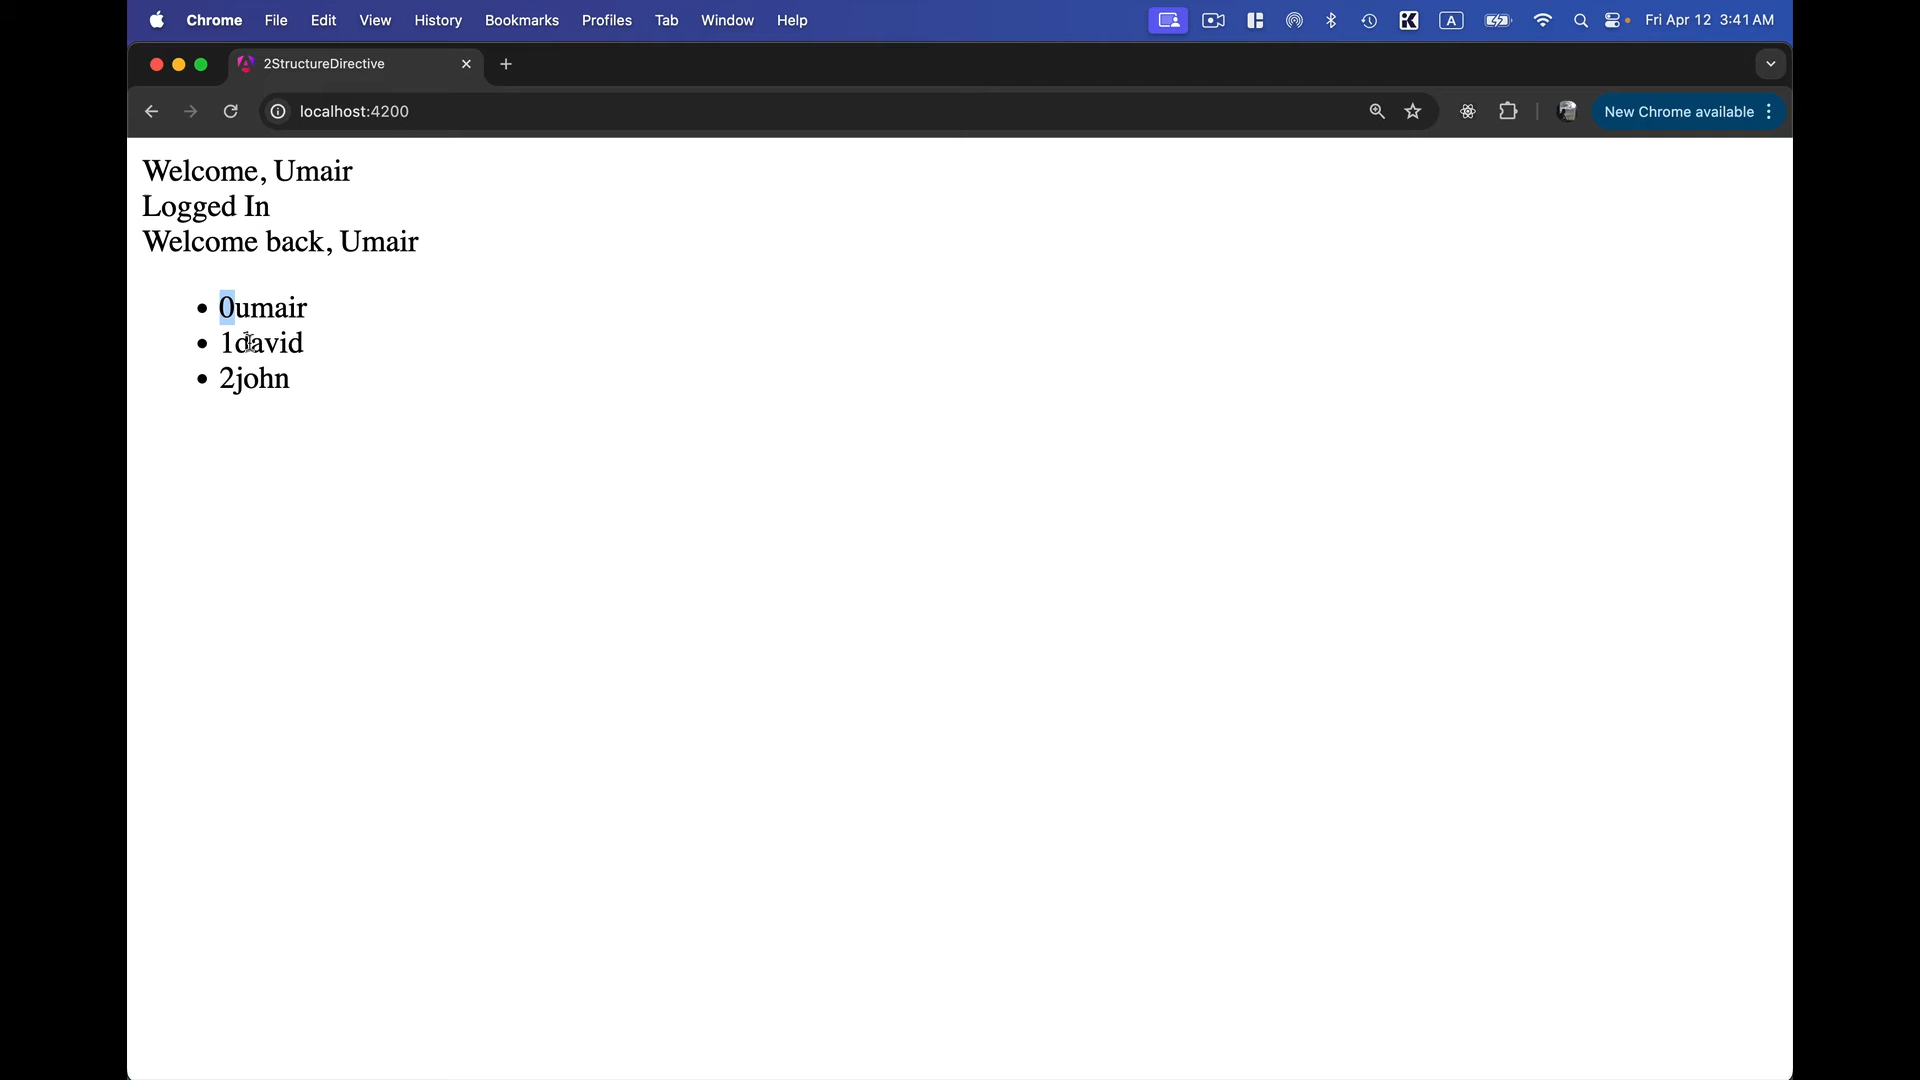 Chrome File Edit View History Bookmarks Profiles Tab Window Help A Fri Apr 12 3:41 AM
2StructureDirective
localhost:4200 New Chrome available
Welcome, Umair
Logged In
Welcome back, Umair
• 0umair
• 1david
• 2john